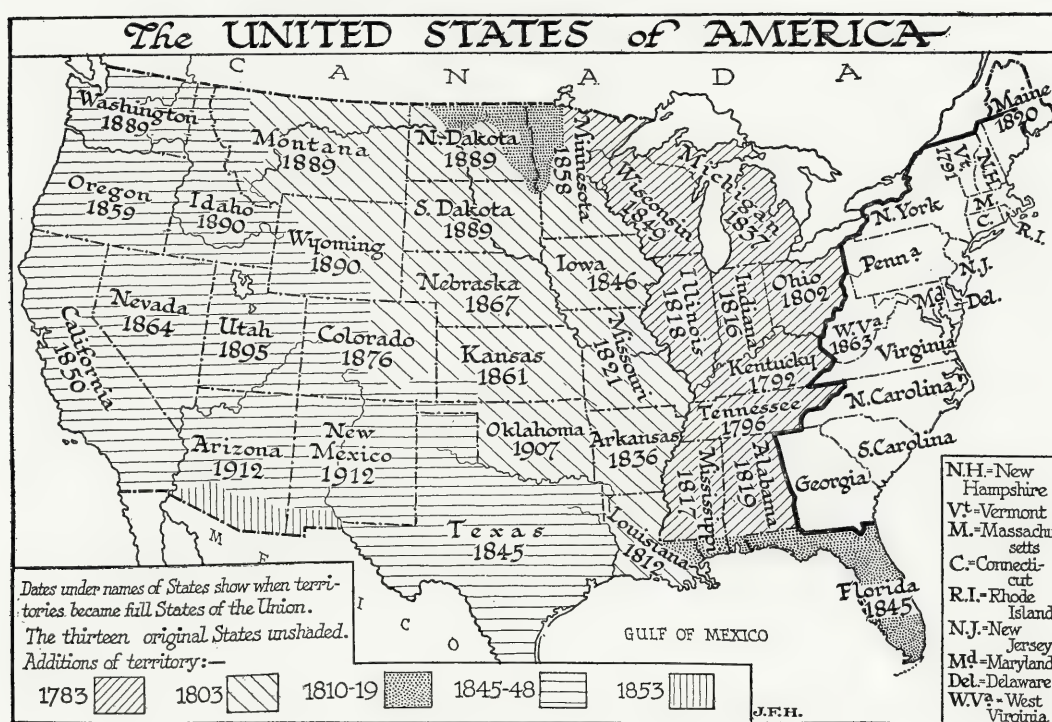 The UNITED STATES of AMERICA
C A N A D A
Washington
1889
Montana
1889
N. Dakota
1889
Minnesota
1858
Wisconsin
1849
Michigan
1837
Maine
1820
Vt
1791
N.H.
M.
C.
R.I.
N. York
Oregon
1859
Idaho
1890
Wyoming
1890
S. Dakota
1889
Iowa 1846
Nebraska
1867
Illinois
1818
Indiana
1816
Ohio
1802
Penna
N.J.
Md
Del.
W.Va
1863
Virginia
California
1850
Nevada
1864
Utah
1895
Colorado
1876
Kansas
1861
Missouri
1821
Kentucky
1792
Tennessee
1796
N. Carolina
S. Carolina
Georgia
Arizona
1912
New
Mexico
1912
Oklahoma
1907
Arkansas
1836
Mississippi
1817
Alabama
1819
Texas
1845
Louisiana
1812
Florida
1845
M E X I C O
GULF OF MEXICO
Dates under names of States show when terri-
tories became full States of the Union.
The thirteen original States unshaded.
Additions of territory:—
1783 1803 1810-19 1845-48 1853
J.F.H.
N.H.=New
Hampshire
Vt=Vermont
M.=Massachu
setts
C.=Connecti-
cut
R.I.=Rhode
Island
N.J.=New
Jersey
Md=Maryland
Del.=Delaware
W.Va=West
Virginia